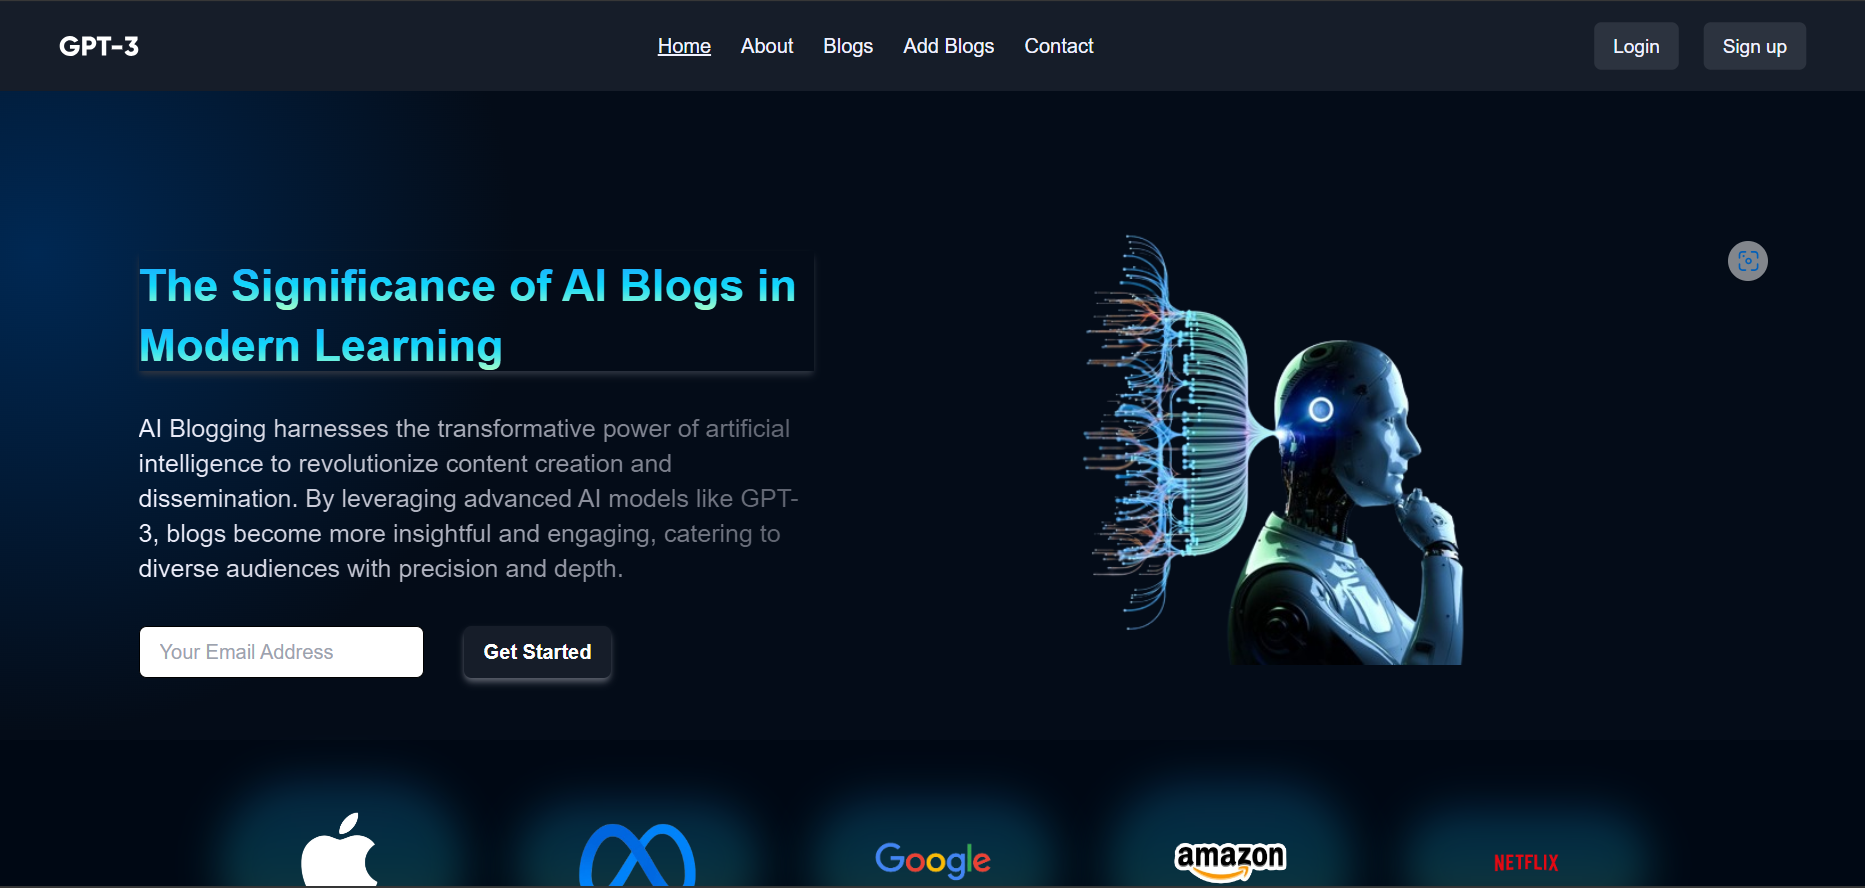 GPT-3
Home
About
Blogs
Add Blogs
Contact
Login
Sign up
The Significance of AI Blogs in
Modern Learning
AI Blogging harnesses the transformative power of artificial
intelligence to revolutionize content creation and
dissemination. By leveraging advanced AI models like GPT-
3, blogs become more insightful and engaging, catering to
diverse audiences with precision and depth.
Your Email Address
Get Started
Google
amazon
NETFLIX